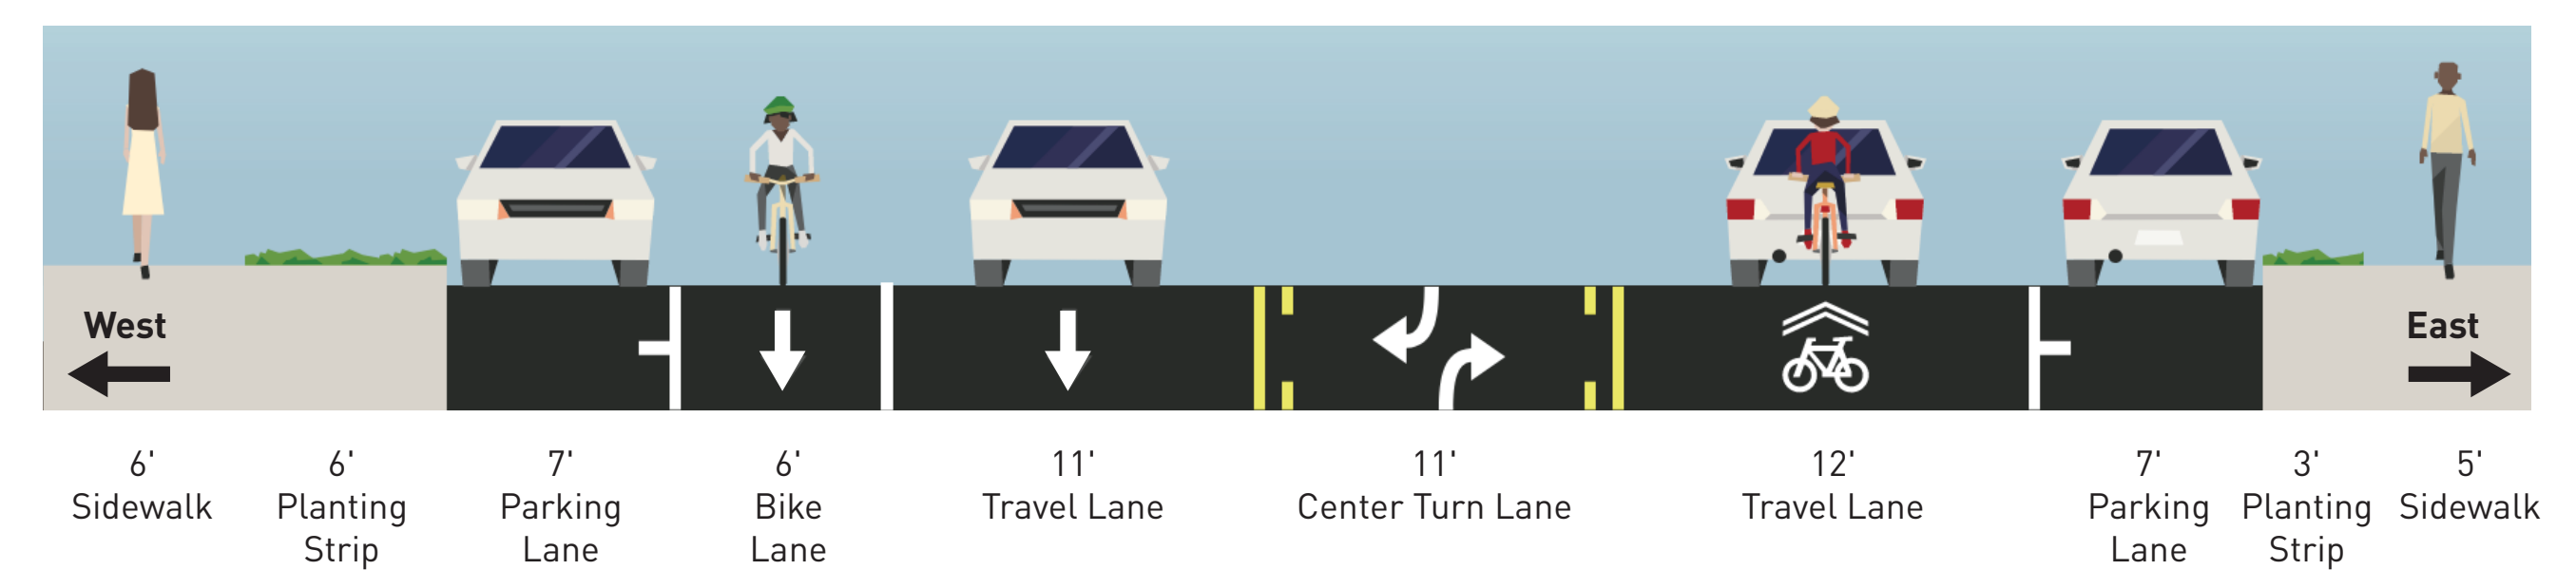 West
East
6'
Sidewalk
6'
Planting
Strip
7'
Parking
Lane
6'
Bike
Lane
11'
Travel Lane
11'
Center Turn Lane
12'
Travel Lane
7'
Parking
Lane
3'
Planting
Strip
5'
Sidewalk